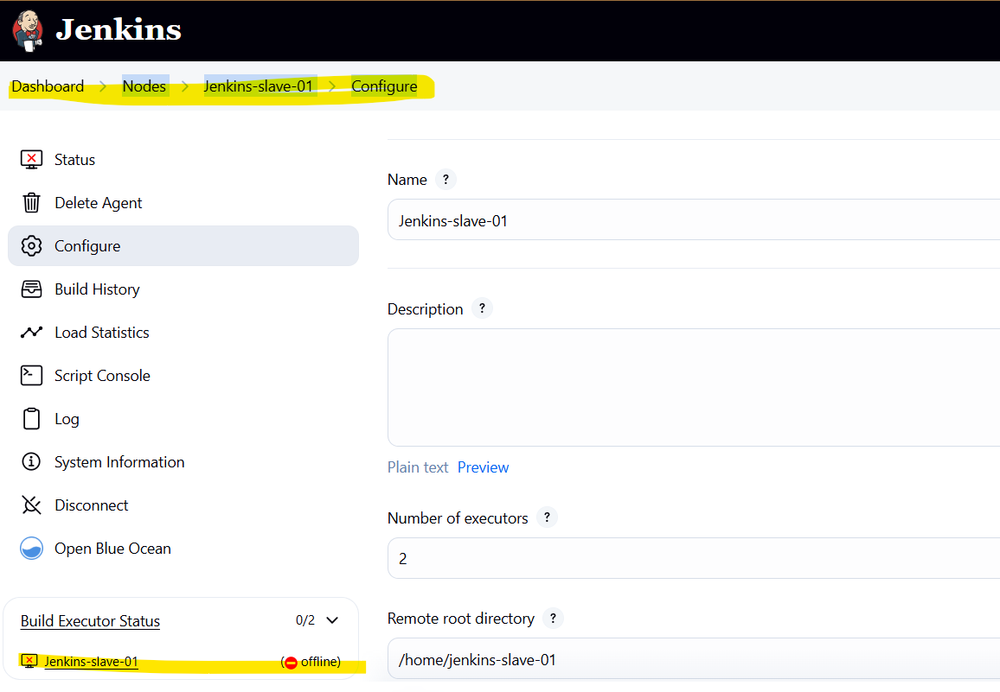 Jenkins
Dashboard > Nodes > Jenkins-slave-01 > Configure
Status
Delete Agent
Configure
Build History
Load Statistics
Script Console
Log
System Information
Disconnect
Open Blue Ocean
Build Executor Status 0/2
Jenkins-slave-01 (offline)
Name ?
Jenkins-slave-01
Description ?
Plain text Preview
Number of executors ?
2
Remote root directory ?
/home/jenkins-slave-01